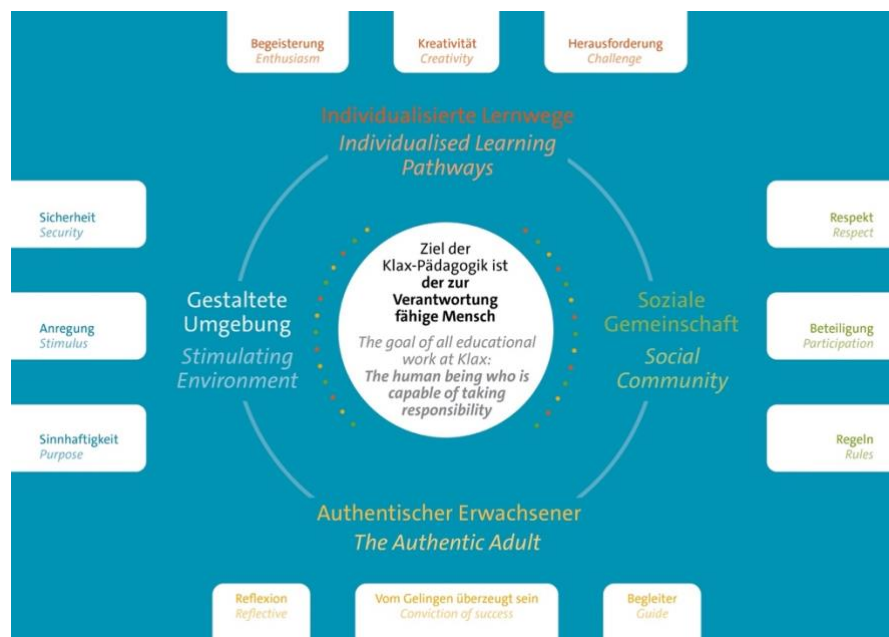 Begeisterung
Enthusiasm
Kreativität
Creativity
Herausforderung
Challenge
Individualisierte Lernwege
Individualised Learning
Pathways
Sicherheit
Security
Anregung
Stimulus
Sinnhaftigkeit
Purpose
Gestaltete
Umgebung
Stimulating
Environment
Ziel der
Klax-Pädagogik ist
der zur
Verantwortung
fähige Mensch
The goal of all educational
work at Klax:
The human being who is
capable of taking
responsibility
Soziale
Gemeinschaft
Social
Community
Respekt
Respect
Beteiligung
Participation
Regeln
Rules
Authentischer Erwachsener
The Authentic Adult
Reflexion
Reflective
Vom Gelingen überzeugt sein
Conviction of success
Begleiter
Guide